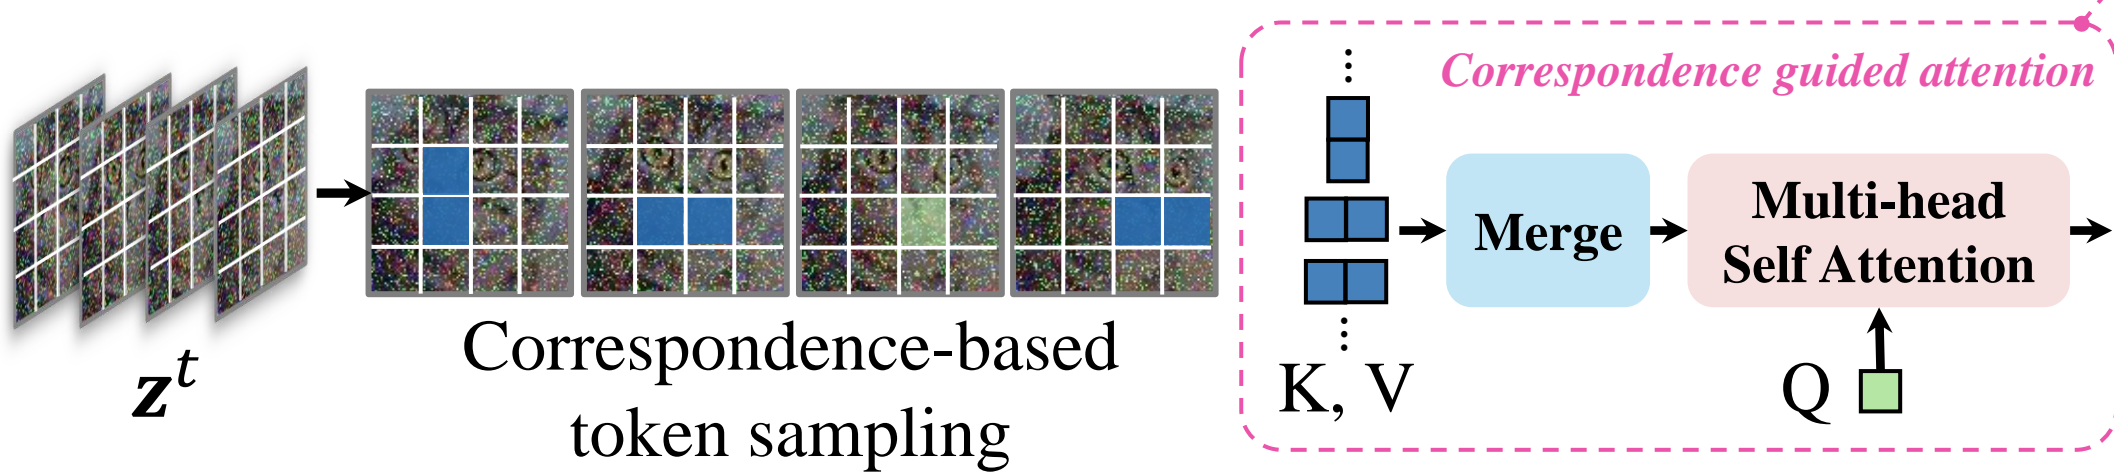 z^t
Correspondence-based
token sampling
Correspondence guided attention
⋮
⋮
K, V
Merge
Multi-head
Self Attention
Q